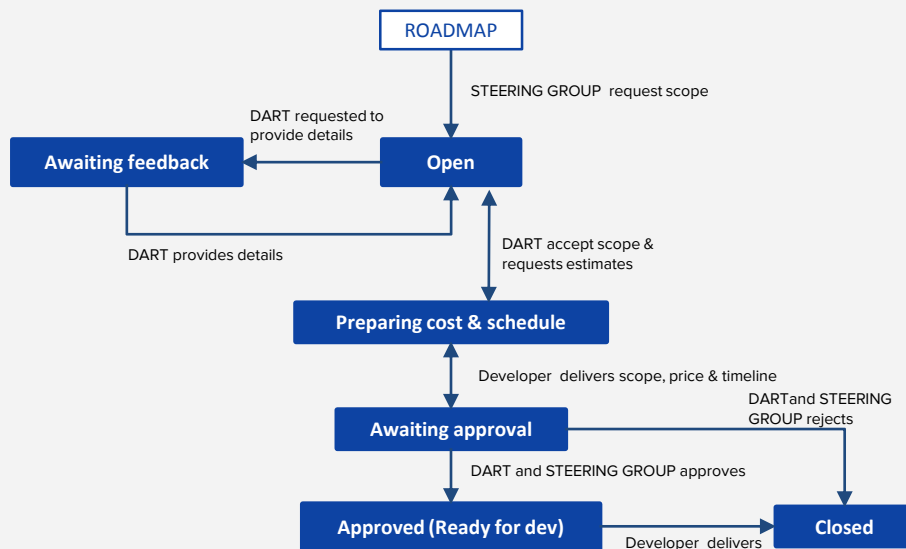 ROADMAP
STEERING GROUP request scope
DART requested to
provide details
Awaiting feedback
Open
DART provides details
DART accept scope &
requests estimates
Preparing cost & schedule
Developer delivers scope, price & timeline
DARTand STEERING
GROUP rejects
Awaiting approval
DART and STEERING GROUP approves
Approved (Ready for dev)
Closed
Developer delivers